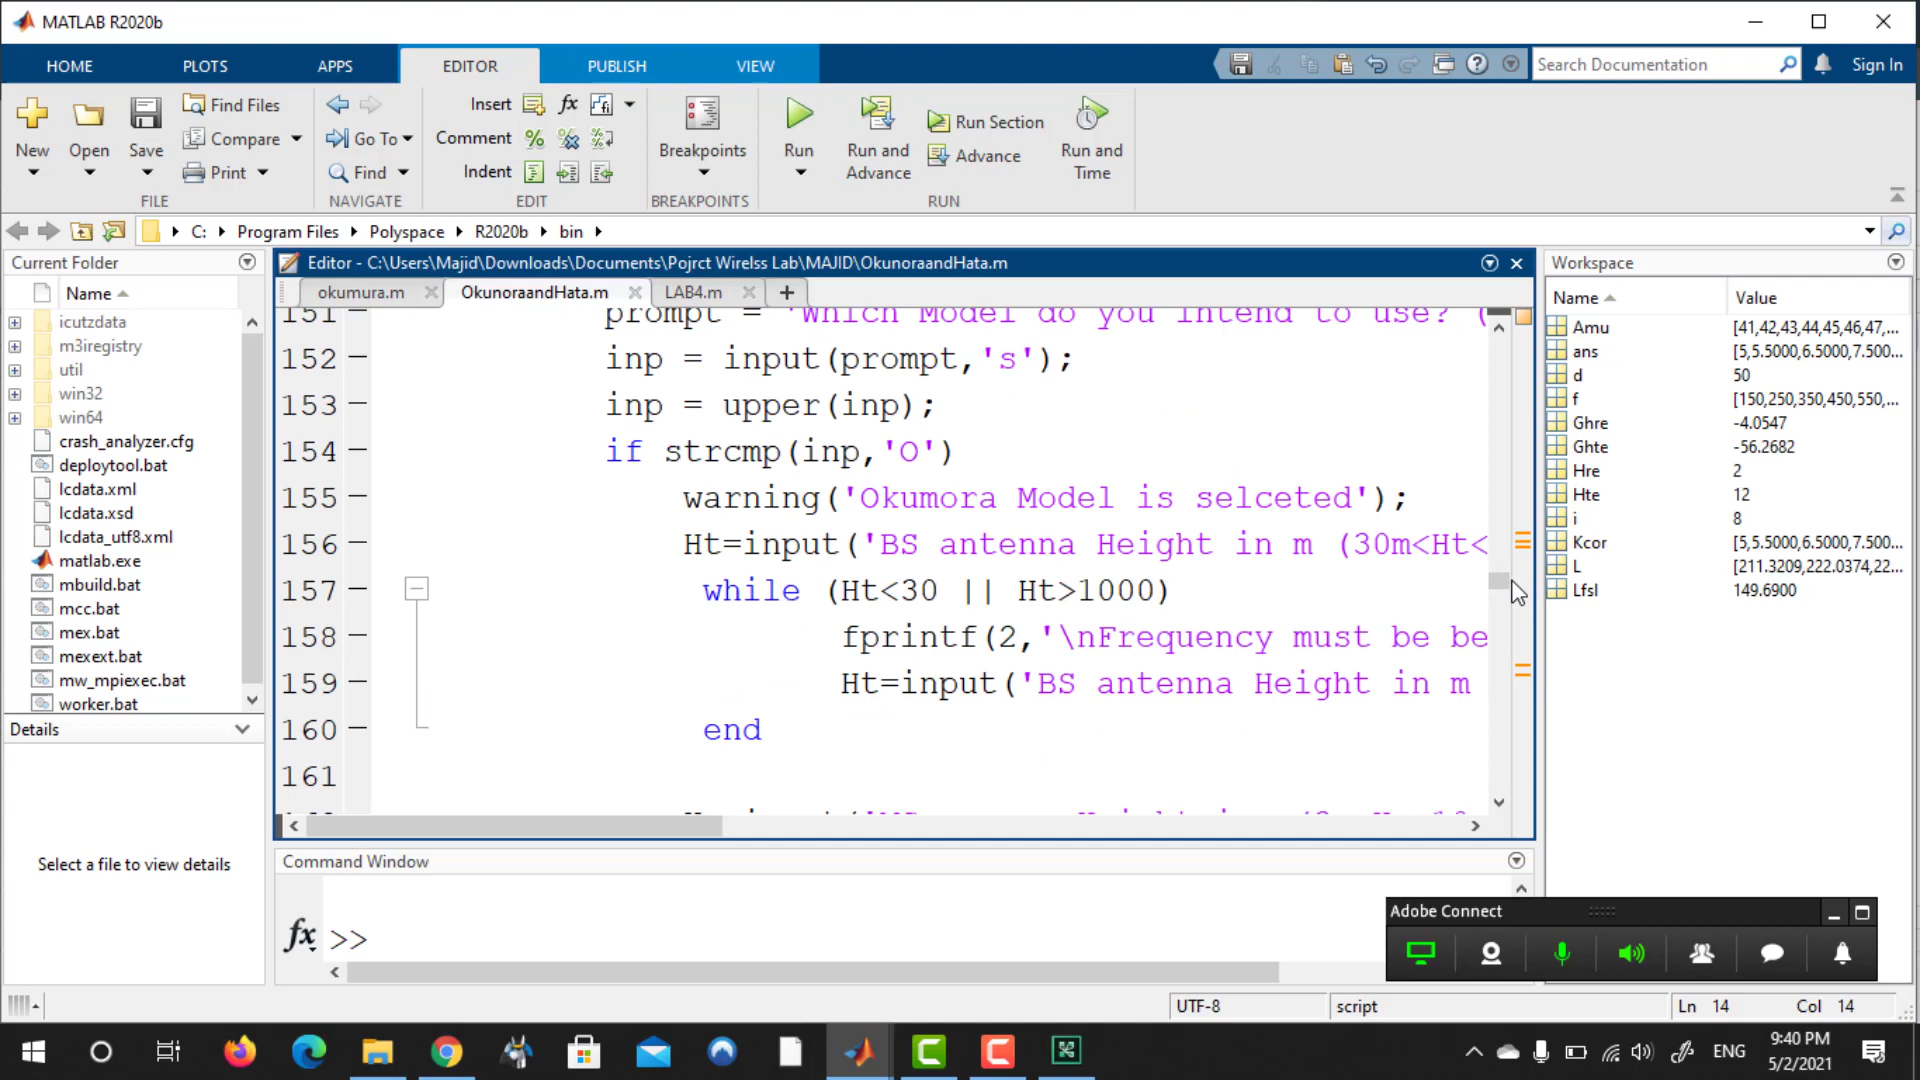 MATLAB R2020b
HOME PLOTS APPS EDITOR PUBLISH VIEW
Search Documentation Sign In
New Open Save
Find Files
Compare
Print
FILE
Go To
Find
NAVIGATE
Insert fx
Comment
Indent
EDIT
Breakpoints
BREAKPOINTS
Run
Run and Advance
Run Section
Advance
Run and Time
RUN
C: Program Files Polyspace R2020b bin
Current Folder
Name
icutzdata
m3iregistry
util
win32
win64
crash_analyzer.cfg
deploytool.bat
lcdata.xml
lcdata.xsd
lcdata_utf8.xml
matlab.exe
mbuild.bat
mcc.bat
mex.bat
mexext.bat
mw_mpiexec.bat
worker.bat
Details
Select a file to view details
Editor - C:\Users\Majid\Downloads\Documents\Pojrct Wirelss Lab\MAJID\OkunoraandHata.m
okumura.m OkunoraandHata.m LAB4.m
151 prompt = 'Which Model do you intend to use? (
152 inp = input(prompt,'s');
153 inp = upper(inp);
154 if strcmp(inp,'O')
155 warning('Okumora Model is selceted');
156 Ht=input('BS antenna Height in m (30m<Ht<
157 while (Ht<30 || Ht>1000)
158 fprintf(2,'\nFrequency must be be
159 Ht=input('BS antenna Height in m
160 end
161
Command Window
fx >>
Workspace
Name Value
Amu [41,42,43,44,45,46,47,...
ans [5,5.5000,6.5000,7.500...
d 50
f [150,250,350,450,550,...
Ghre -4.0547
Ghte -56.2682
Hre 2
Hte 12
i 8
Kcor [5,5.5000,6.5000,7.500...
L [211.3209,222.0374,22...
Lfsl 149.6900
Adobe Connect
UTF-8 script Ln 14 Col 14
ENG
9:40 PM
5/2/2021